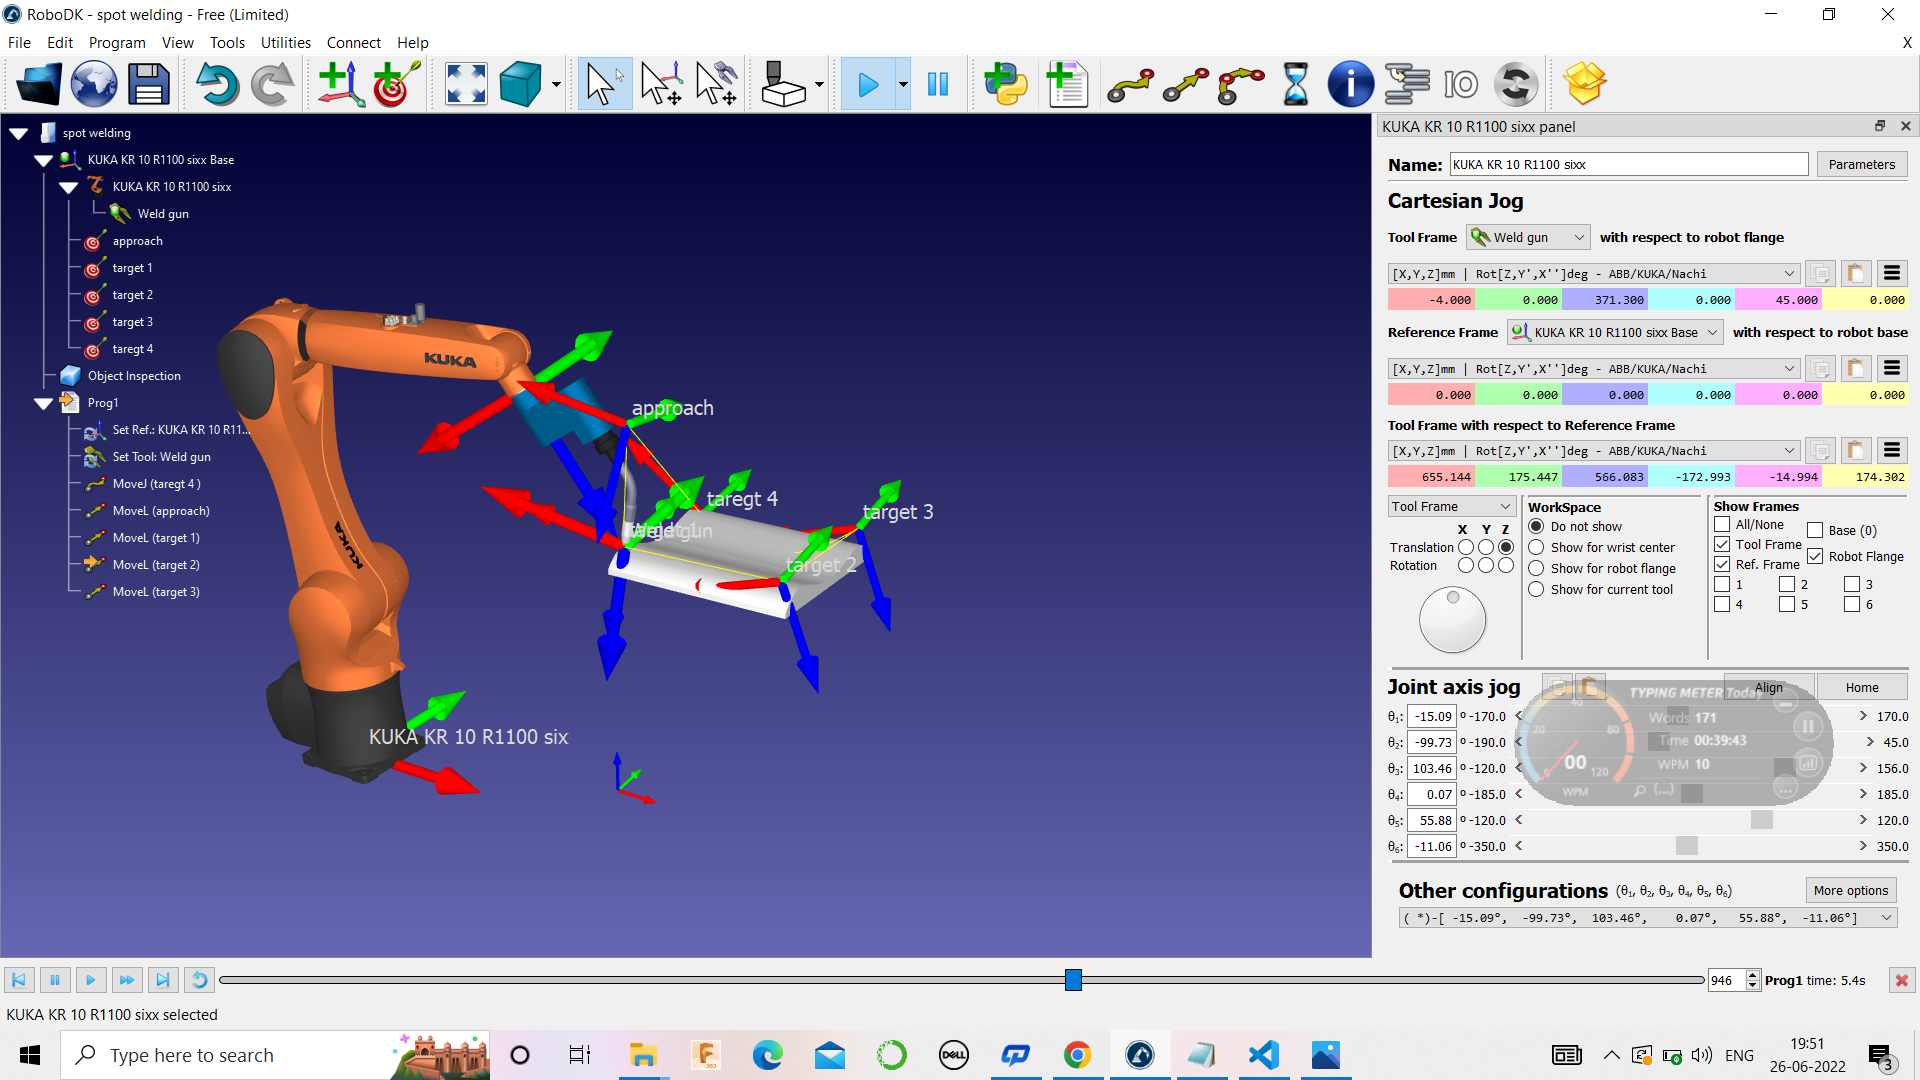 RoboDK - spot welding - Free (Limited)
File Edit Program View Tools Utilities Connect Help X
IO
spot welding
KUKA KR 10 R1100 sixx Base
KUKA KR 10 R1100 sixx
Weld gun
approach
target 1
target 2
target 3
taregt 4
Object Inspection
Prog1
Set Ref.: KUKA KR 10 R11...
Set Tool: Weld gun
MoveJ (taregt 4 )
MoveL (approach)
MoveL (target 1)
MoveL (target 2)
MoveL (target 3)
KUKA
KUKA
approach
taregt 4
target 3
target 2
KUKA KR 10 R1100 six
KUKA KR 10 R1100 sixx panel
Name: KUKA KR 10 R1100 sixx Parameters
Cartesian Jog
Tool Frame Weld gun with respect to robot flange
[X,Y,Z]mm | Rot[Z,Y',X'']deg - ABB/KUKA/Nachi
-4.000 0.000 371.300 0.000 45.000 0.000
Reference Frame KUKA KR 10 R1100 sixx Base with respect to robot base
[X,Y,Z]mm | Rot[Z,Y',X'']deg - ABB/KUKA/Nachi
0.000 0.000 0.000 0.000 0.000 0.000
Tool Frame with respect to Reference Frame
[X,Y,Z]mm | Rot[Z,Y',X'']deg - ABB/KUKA/Nachi
655.144 175.447 566.083 -172.993 -14.994 174.302
Tool Frame
X Y Z
Translation
Rotation
WorkSpace
Do not show
Show for wrist center
Show for robot flange
Show for current tool
Show Frames
All/None Base (0)
Tool Frame
Robot Flange
Ref. Frame
1 2 3
4 5 6
Joint axis jog Align Home
θ1: -15.09 º -170.0 < > 170.0
θ2: -99.73 º -190.0 < > 45.0
θ3: 103.46 º -120.0 < > 156.0
θ4: 0.07 º -185.0 < > 185.0
θ5: 55.88 º -120.0 < > 120.0
θ6: -11.06 º -350.0 < > 350.0
TYPING METER Today
Words 171
Time 00:39:43
WPM 10
20 40 80 120
00
WPM
Other configurations (θ1, θ2, θ3, θ4, θ5, θ6) More options
( *)-[ -15.09°, -99.73°, 103.46°, 0.07°, 55.88°, -11.06°]
946 Prog1 time: 5.4s
KUKA KR 10 R1100 sixx selected
Type here to search
DELL
ENG
19:51
26-06-2022
3